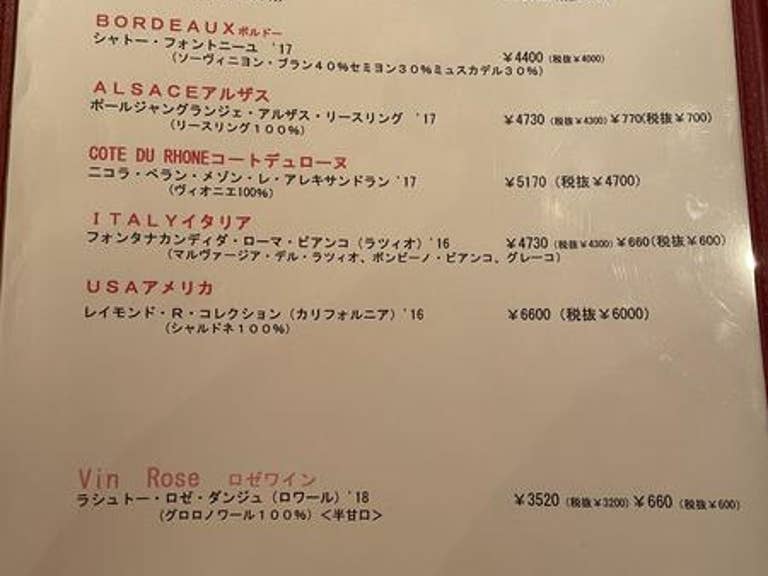 BORDEAUXボルドー
シャトー・フォントニーユ '17
(ソーヴィニヨン・ブラン40%セミヨン30%ミュスカデル30%)
¥4400(税抜¥4000)
ALSACEアルザス
ポールジャングランジェ・アルザス・リースリング '17
¥4730(税抜¥4300)¥770(税抜¥700)
(リースリング100%)
COTE DU RHONEコートデュローヌ
ニコラ・ペラン・メゾン・レ・アレキサンドラン'17
¥5170(税抜¥4700)
(ヴィオニエ100%)
ITALYイタリア
フォンタナカンディダ・ローマ・ビアンコ(ラツィオ)'16
¥4730(税抜¥4300)¥660(税抜¥600)
(マルヴァージア・デル・ラツィオ、ボンビーノ・ビアンコ、グレーコ)
USAアメリカ
レイモンド・R・コレクション(カリフォルニア)'16
¥6600(税抜¥6000)
(シャルドネ100%)
Vin Rose ロゼワイン
ラシュトー・ロゼ・ダンジュ(ロワール)'18
¥3520(税抜¥3200)¥660(税抜¥600)
(グロロノワール100%)<半甘口>